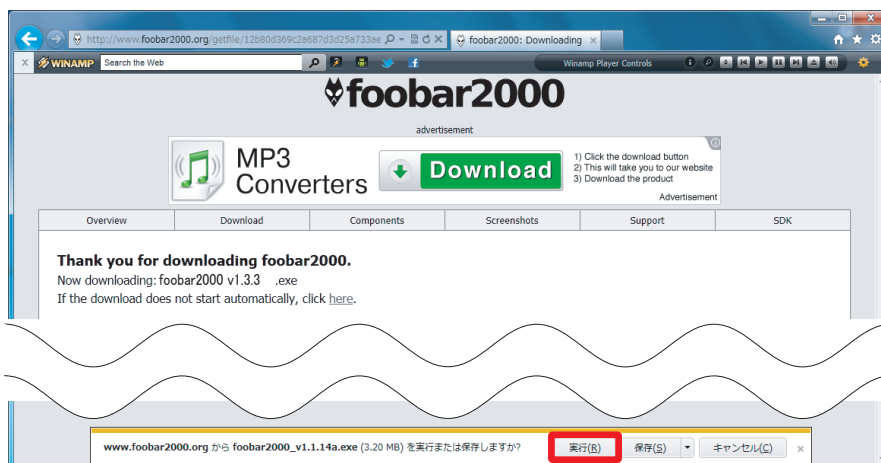 http://www.foobar2000.org/getfile/12b80d369c2a687d3d25a733ae
foobar2000: Downloading
WINAMP Search the Web Winamp Player Controls
foobar2000
advertisement
MP3 Converters
Download
1) Click the download button
2) This will take you to our website
3) Download the product
Advertisement
Overview Download Components Screenshots Support SDK
Thank you for downloading foobar2000.
Now downloading: foobar2000 v1.3.3 .exe
If the download does not start automatically, click here.
www.foobar2000.org から foobar2000_v1.1.14a.exe (3.20 MB) を実行または保存しますか? 実行(R) 保存(S) キャンセル(C)